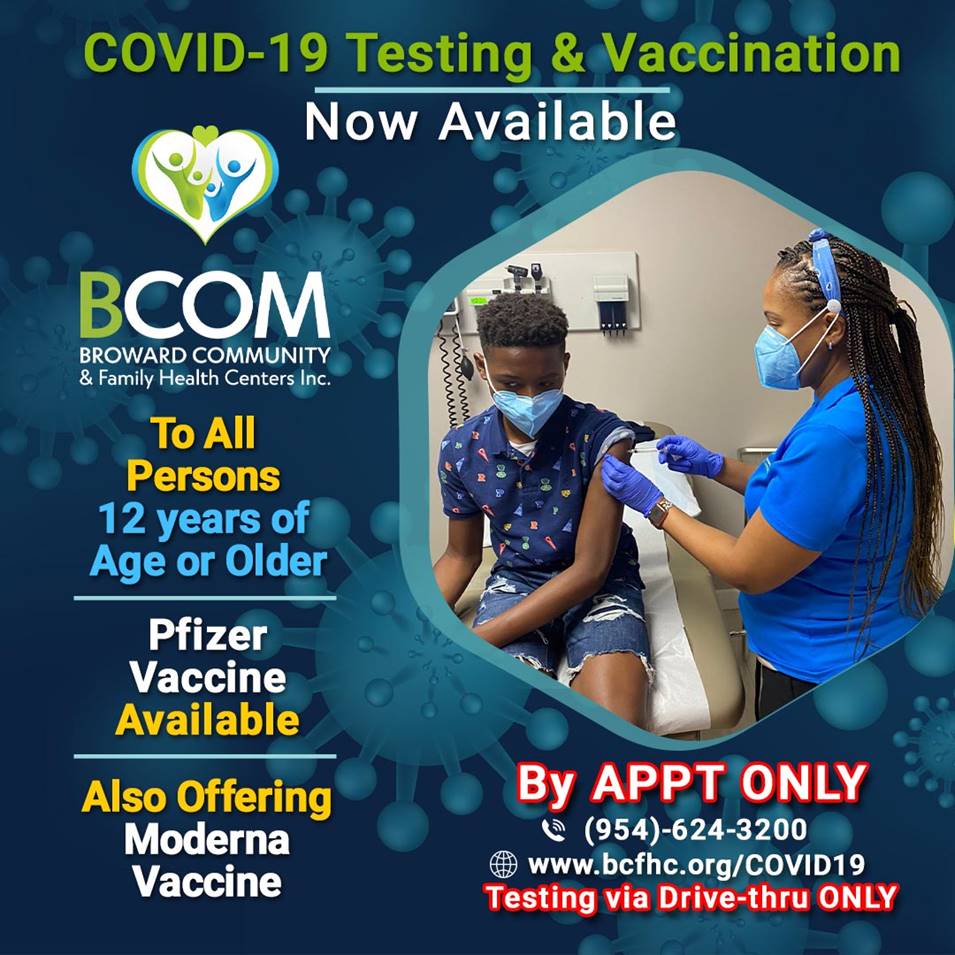 COVID-19 Testing & Vaccination
Now Available
BCOM
BROWARD COMMUNITY
& Family Health Centers Inc.
To All
Persons
12 years of
Age or Older
Pfizer
Vaccine
Available
Also Offering
Moderna
Vaccine
By APPT ONLY
(954)-624-3200
www.bcfhc.org/COVID19
Testing via Drive-thru ONLY